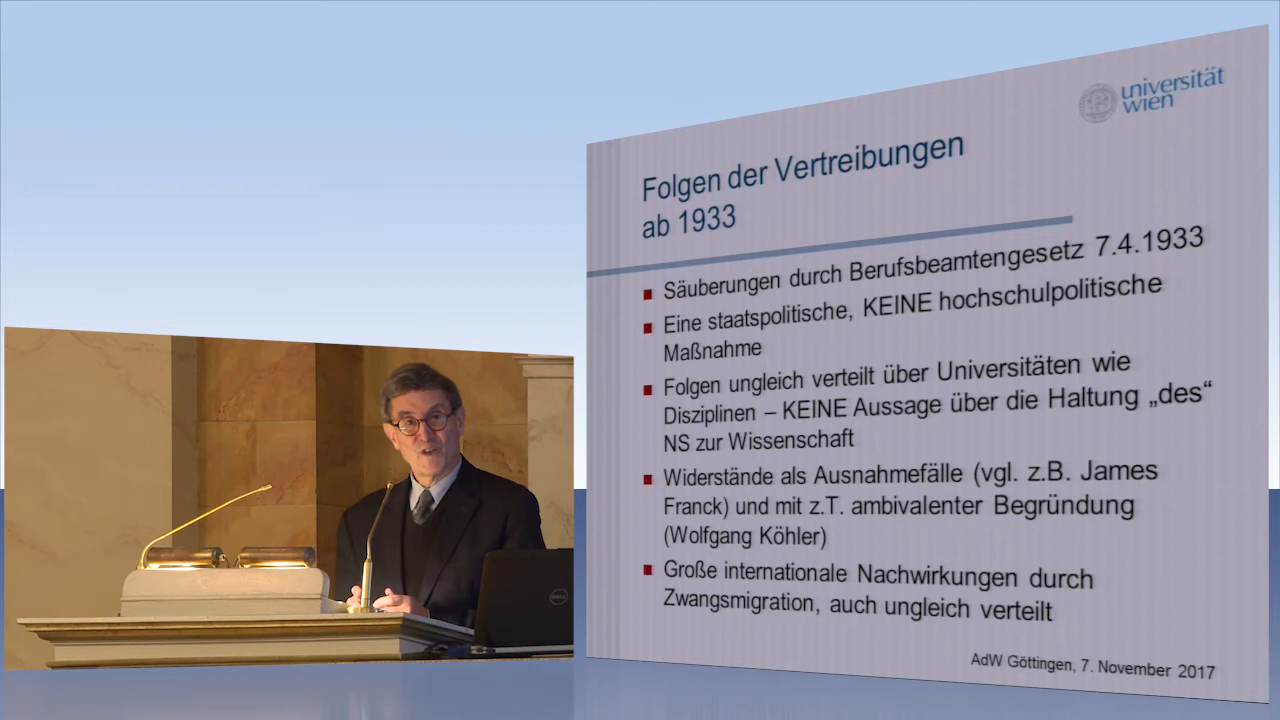 universität
wien
Folgen der Vertreibungen
ab 1933
Säuberungen durch Berufsbeamtengesetz 7.4.1933
Eine staatspolitische, KEINE hochschulpolitische
Maßnahme
Folgen ungleich verteilt über Universitäten wie
Disziplinen – KEINE Aussage über die Haltung „des“
NS zur Wissenschaft
Widerstände als Ausnahmefälle (vgl. z.B. James
Franck) und mit z.T. ambivalenter Begründung
(Wolfgang Köhler)
Große internationale Nachwirkungen durch
Zwangsmigration, auch ungleich verteilt
AdW Göttingen, 7. November 2017
DELL